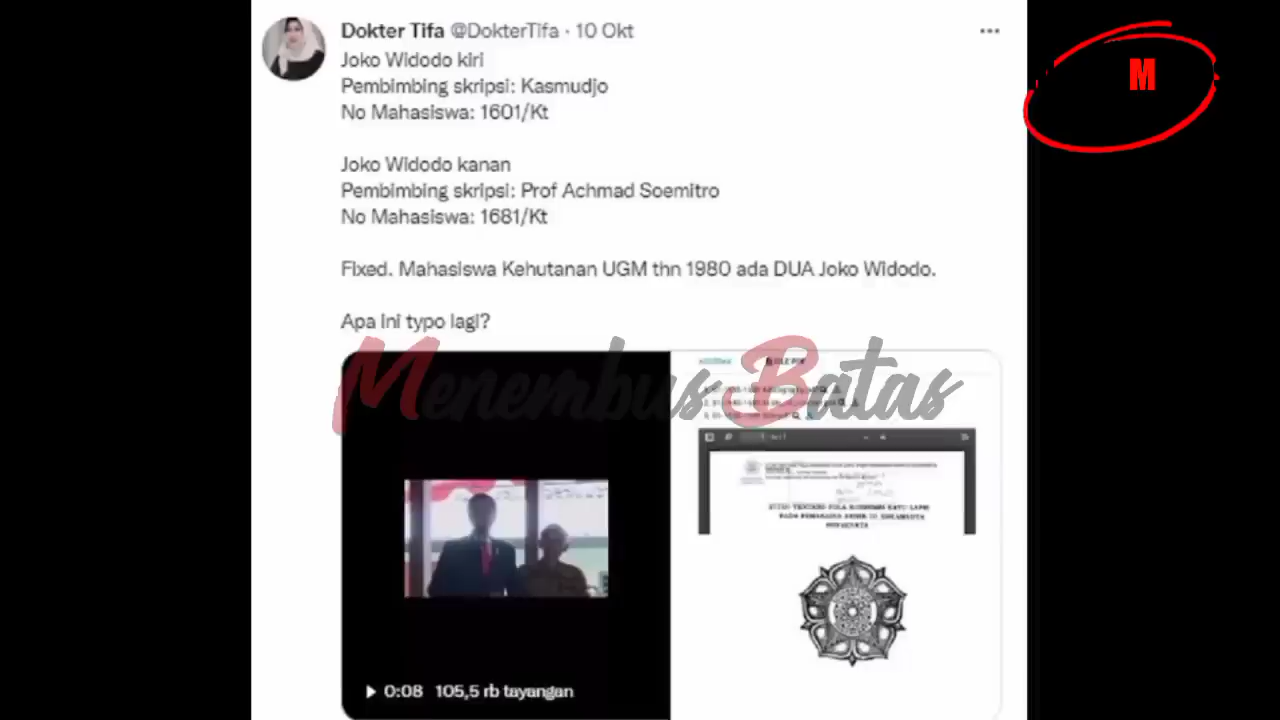 Dokter Tifa @DokterTifa · 10 Okt
Joko Widodo kiri
Pembimbing skripsi: Kasmudjo
No Mahasiswa: 1601/Kt
Joko Widodo kanan
Pembimbing skripsi: Prof Achmad Soemitro
No Mahasiswa: 1681/Kt
Fixed. Mahasiswa Kehutanan UGM thn 1980 ada DUA Joko Widodo.
Apa ini typo lagi?
M
Menembus Batas
0:08 105,5 rb tayangan